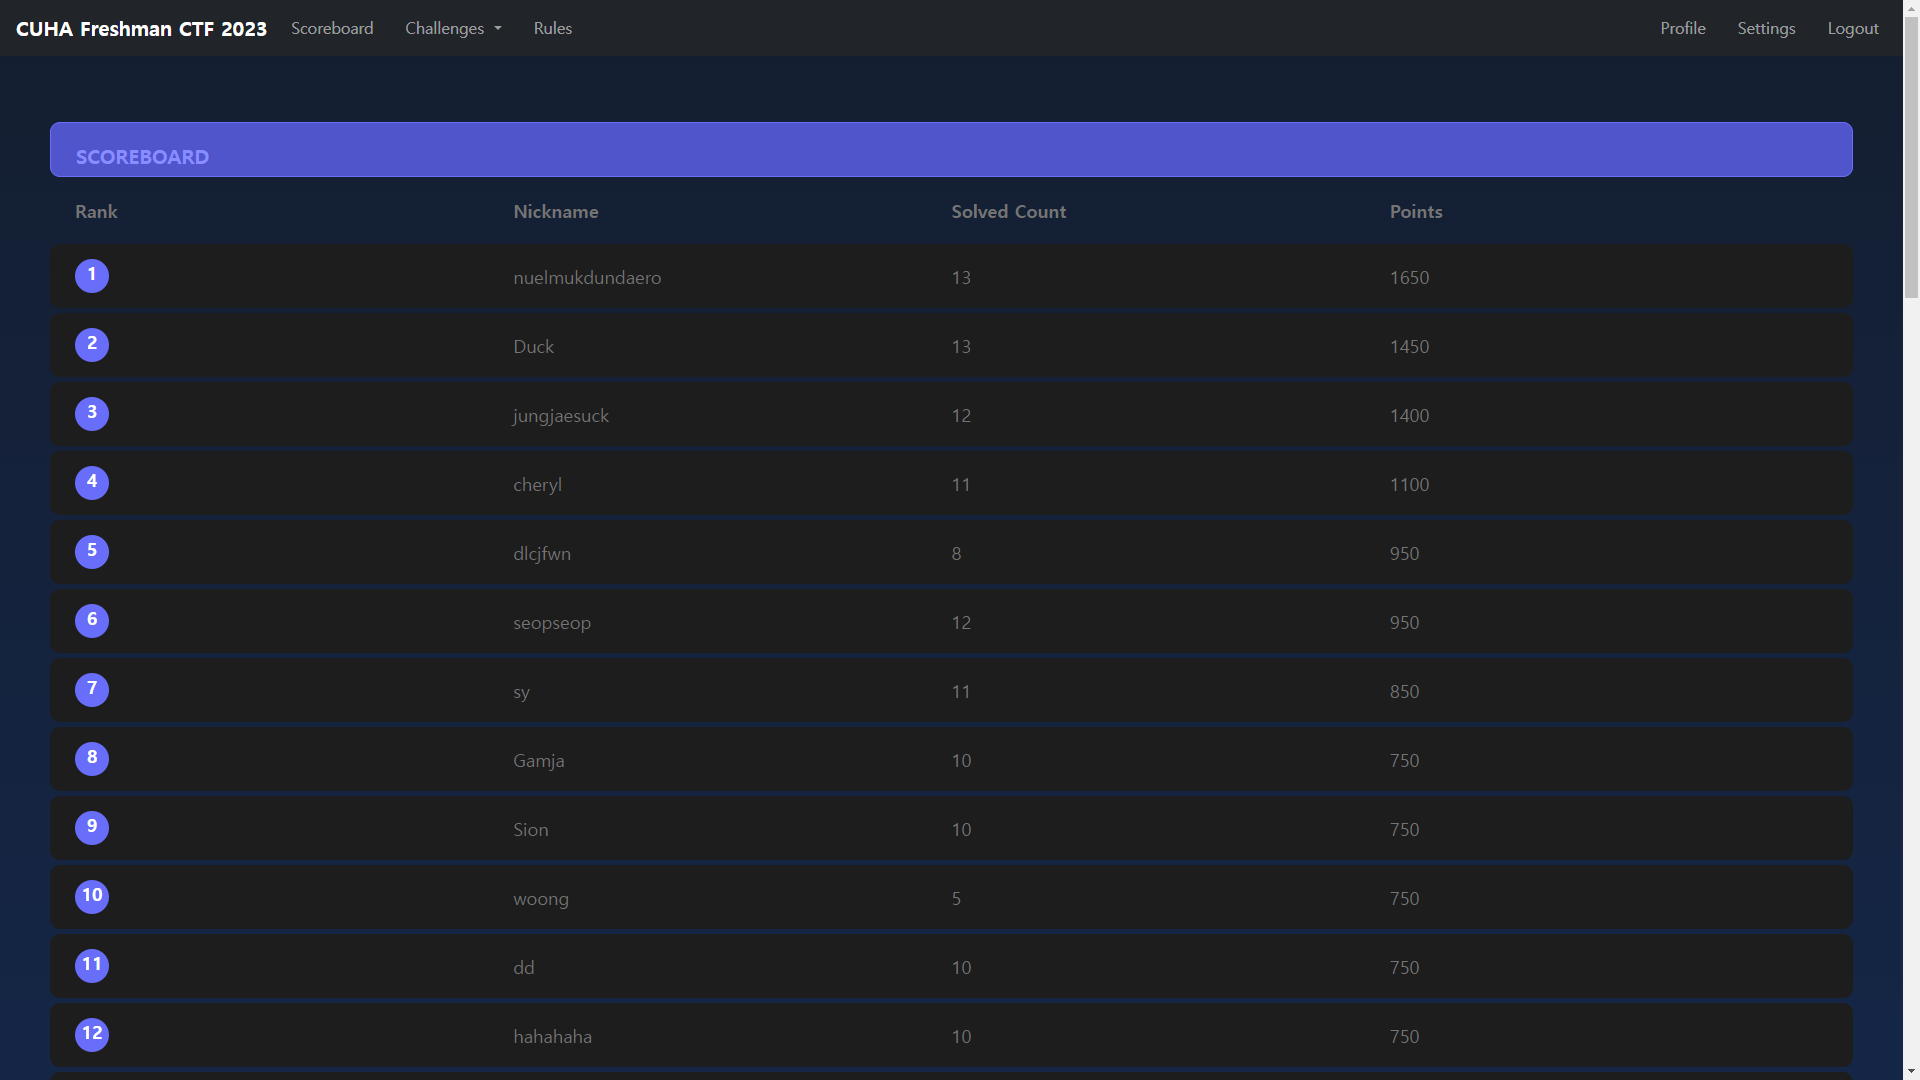 CUHA Freshman CTF 2023 Scoreboard Challenges Rules Profile Settings Logout
SCOREBOARD
Rank Nickname Solved Count Points
1 nuelmukdundaero 13 1650
2 Duck 13 1450
3 jungjaesuck 12 1400
4 cheryl 11 1100
5 dlcjfwn 8 950
6 seopseop 12 950
7 sy 11 850
8 Gamja 10 750
9 Sion 10 750
10 woong 5 750
11 dd 10 750
12 hahahaha 10 750